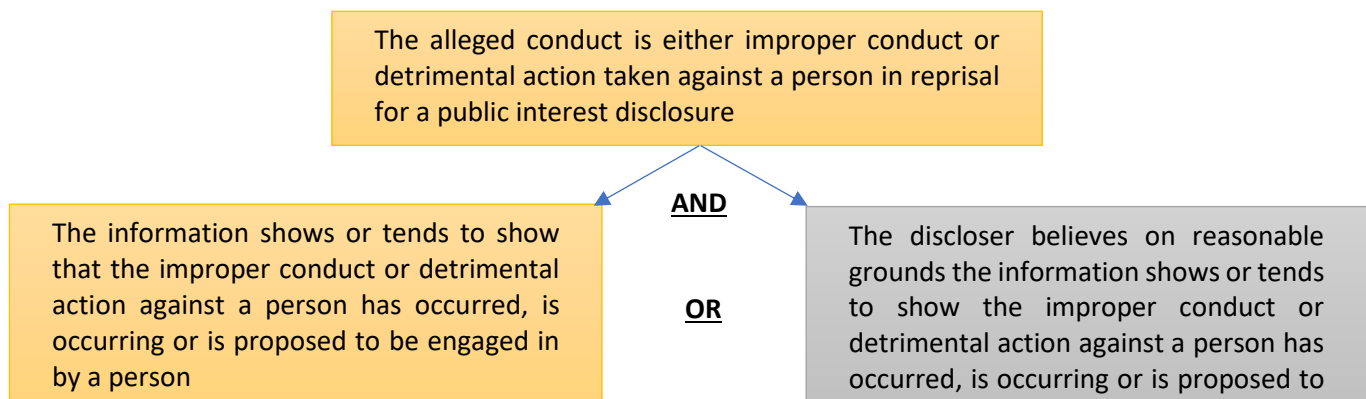 The alleged conduct is either improper conduct or
detrimental action taken against a person in reprisal
for a public interest disclosure
AND
The information shows or tends to show
that the improper conduct or detrimental
action against a person has occurred, is
occurring or is proposed to be engaged in
by a person
OR
The discloser believes on reasonable
grounds the information shows or tends
to show the improper conduct or
detrimental action against a person has
occurred, is occurring or is proposed to